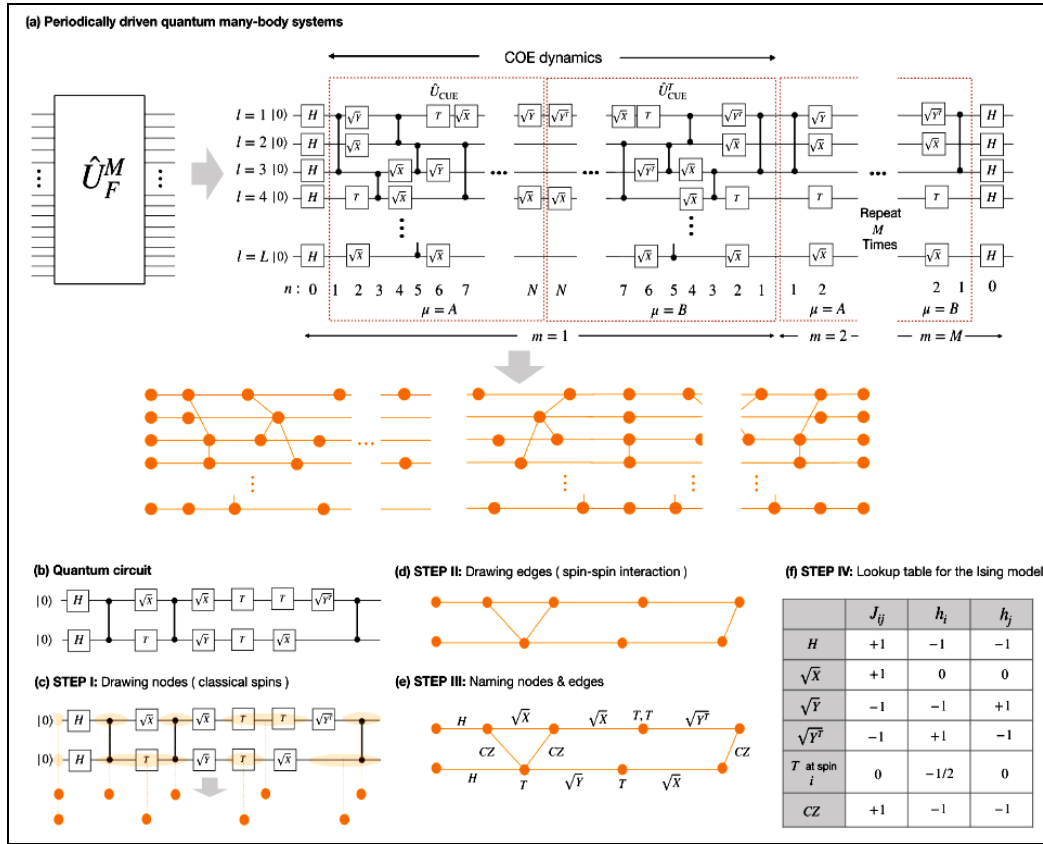 (a) Periodically driven quantum many-body systems
COE dynamics
Û_CUE Û^T_CUE
l = 1 |0⟩ H √Y T √X √Y √Y^T √X T √Y^T √Y √Y^T H
l = 2 |0⟩ H √X √X √X √X H
Û_F^M
l = 3 |0⟩ H √X √Y ... ... √Y^T √X ... H
l = 4 |0⟩ H T √X √X √X √X T T T H
Repeat
M
Times
l = L |0⟩ H √X √X √X √X √X √X H
n : 0 1 2 3 4 5 6 7 N N 7 6 5 4 3 2 1 1 2 2 1 0
μ = A μ = B μ = A μ = B
m = 1 m = 2 m = M
(b) Quantum circuit
|0⟩ H √X √X T T √Y^T
|0⟩ H T √Y T √X
(c) STEP I: Drawing nodes ( classical spins )
|0⟩ H √X √X T T √Y^T
|0⟩ H T √Y T √X
(d) STEP II: Drawing edges ( spin-spin interaction )
(e) STEP III: Naming nodes & edges
H √X √X T, T √Y^T
CZ CZ CZ
H T √Y T √X
(f) STEP IV: Lookup table for the Ising model
J_ij h_i h_j
H +1 −1 −1
√X +1 0 0
√Y −1 −1 +1
√Y^T −1 +1 −1
T at spin i 0 −1/2 0
CZ +1 −1 −1